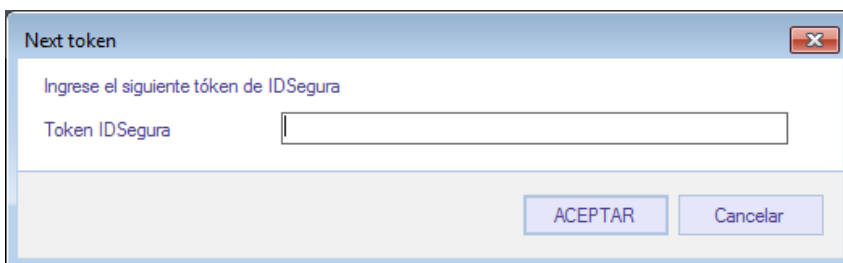 Next token
Ingrese el siguiente tóken de IDSegura
Token IDSegura
ACEPTAR Cancelar